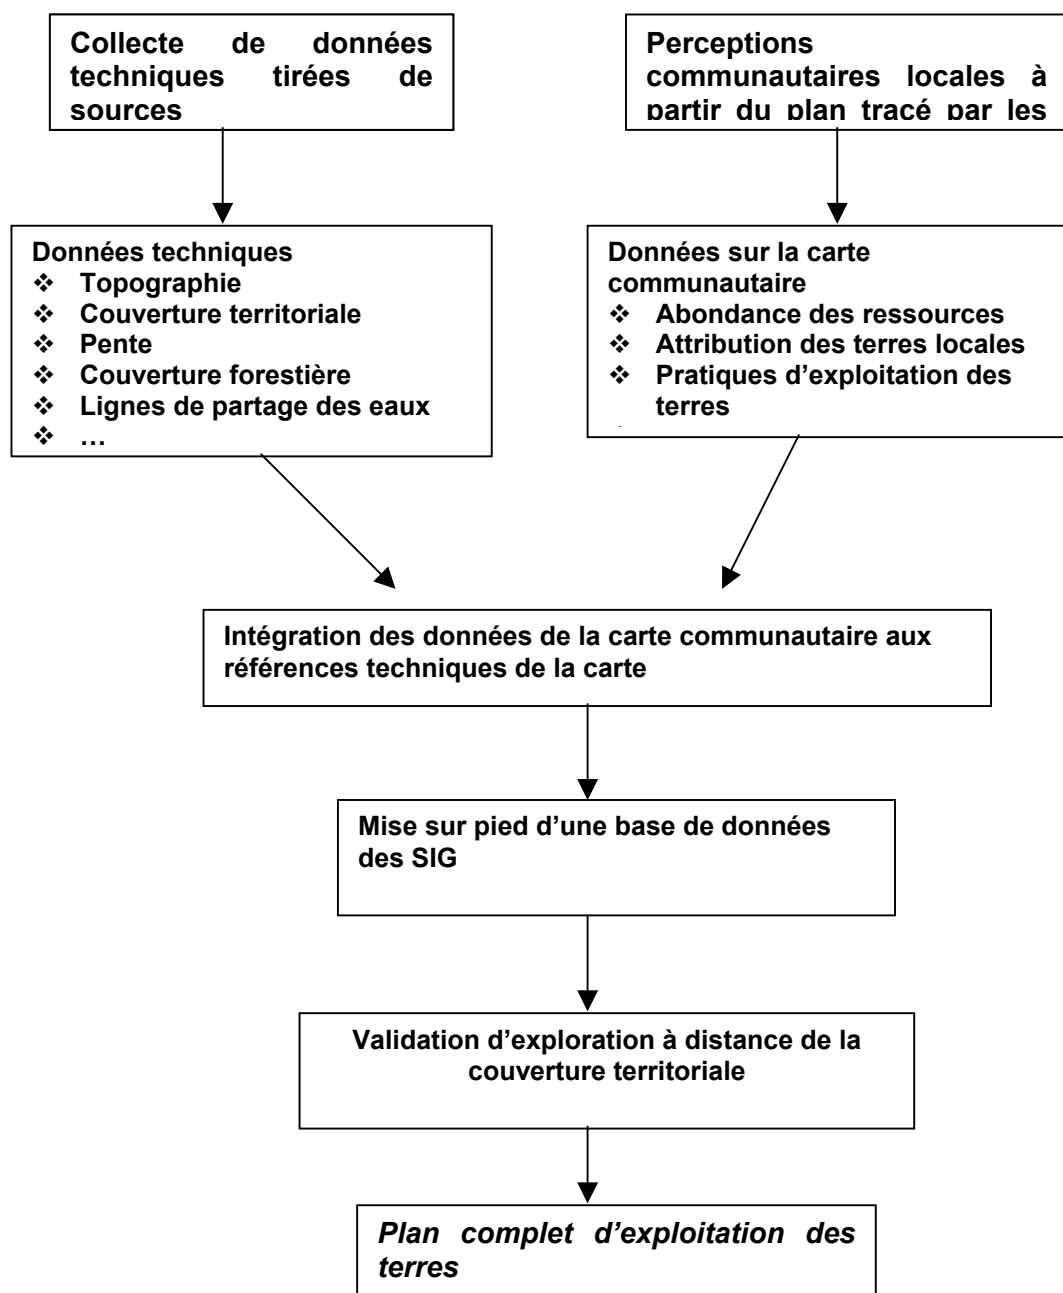 Collecte de données
techniques tirées de
sources
Perceptions
communautaires locales à
partir du plan tracé par les
Données techniques
❖ Topographie
❖ Couverture territoriale
❖ Pente
❖ Couverture forestière
❖ Lignes de partage des eaux
❖ …
Données sur la carte
communautaire
❖ Abondance des ressources
❖ Attribution des terres locales
❖ Pratiques d’exploitation des
terres
Intégration des données de la carte communautaire aux
références techniques de la carte
Mise sur pied d’une base de données
des SIG
Validation d’exploration à distance de la
couverture territoriale
Plan complet d’exploitation des
terres